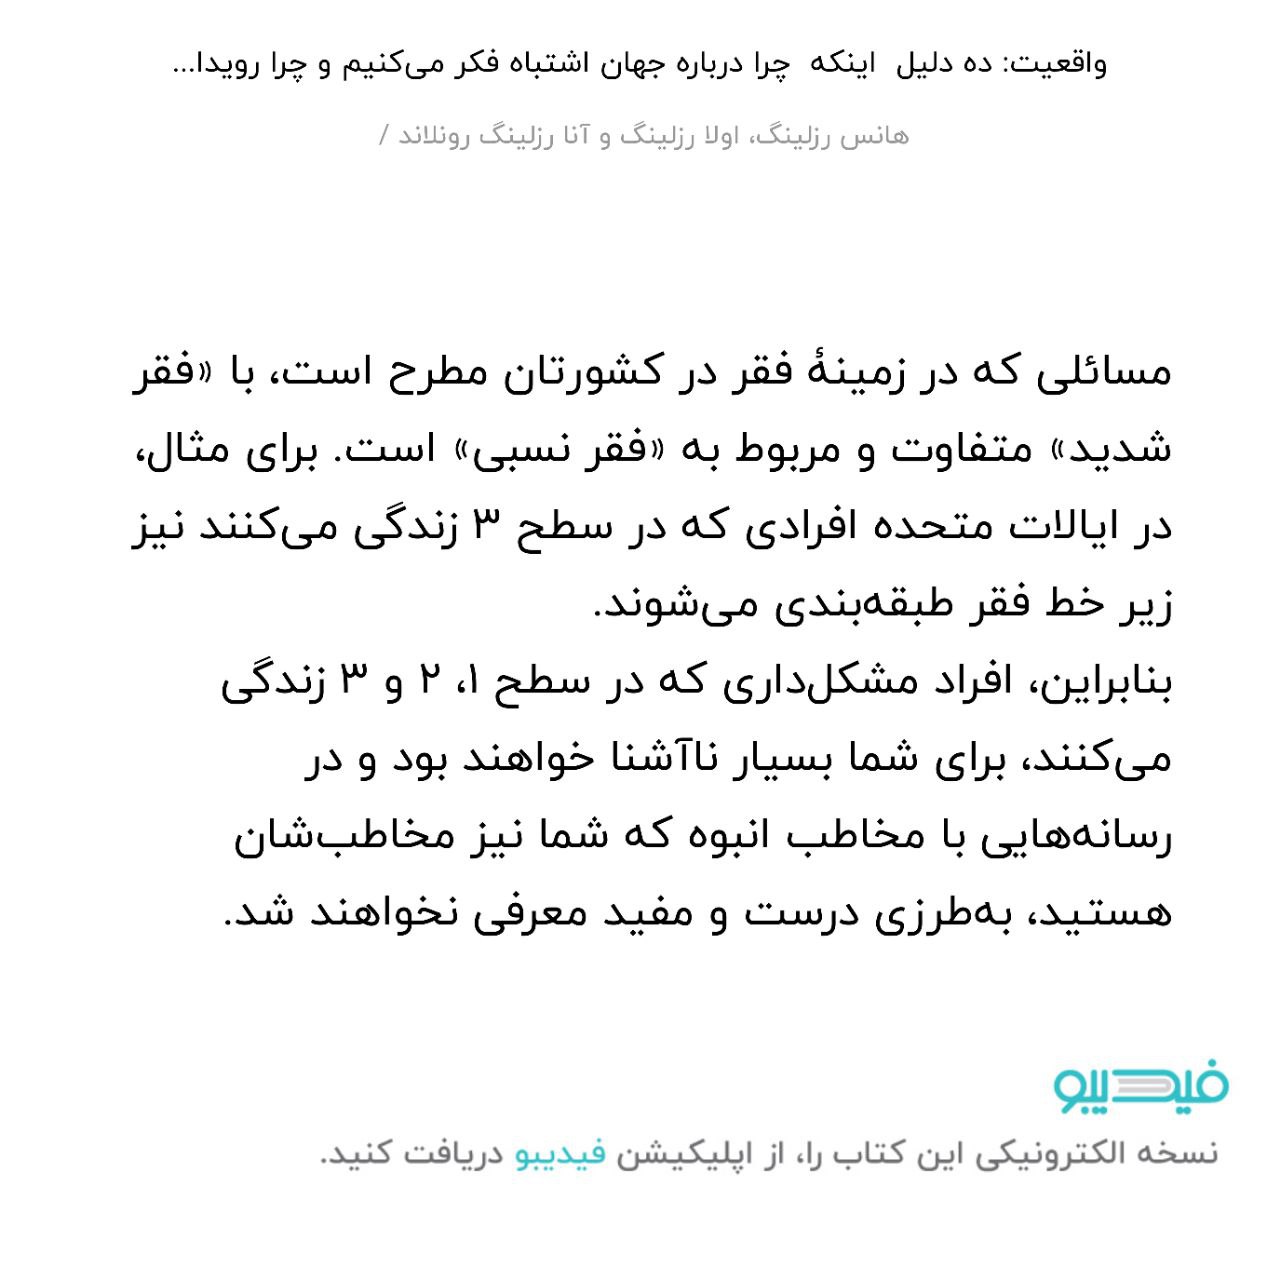 واقعیت: ده دلیل اینکه چرا درباره جهان اشتباه فکر می‌کنیم و چرا رویدا...
هانس رزلینگ، اولا رزلینگ و آنا رزلینگ رونلاند /
مسائلی که در زمینهٔ فقر در کشورتان مطرح است، با «فقر
شدید» متفاوت و مربوط به «فقر نسبی» است. برای مثال،
در ایالات متحده افرادی که در سطح ۳ زندگی می‌کنند نیز
زیر خط فقر طبقه‌بندی می‌شوند.
بنابراین، افراد مشکل‌داری که در سطح ۱، ۲ و ۳ زندگی
می‌کنند، برای شما بسیار ناآشنا خواهند بود و در
رسانه‌هایی با مخاطب انبوه که شما نیز مخاطب‌شان
هستید، به‌طرزی درست و مفید معرفی نخواهند شد.
فیدیبو
نسخه الکترونیکی این کتاب را، از اپلیکیشن فیدیبو دریافت کنید.